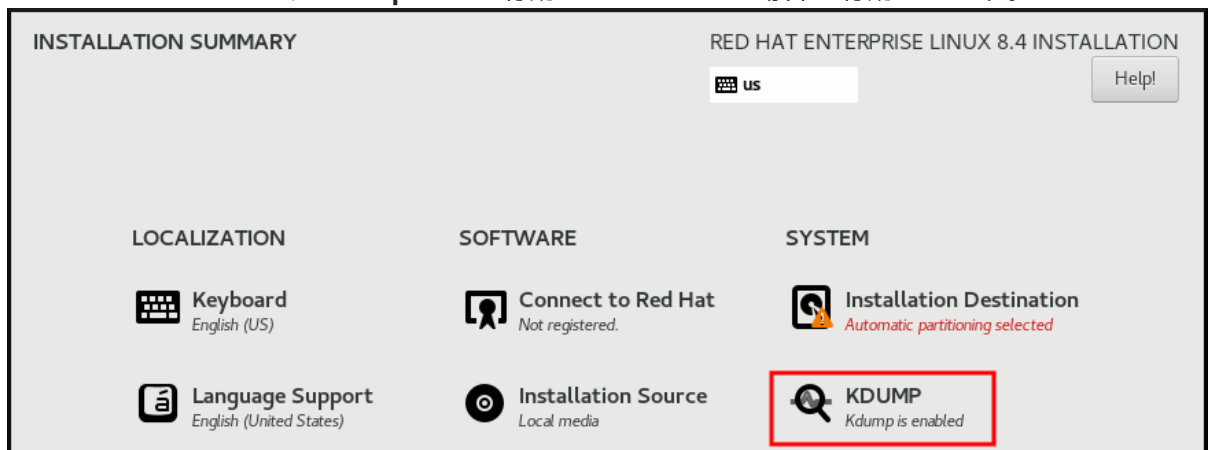 INSTALLATION SUMMARY
RED HAT ENTERPRISE LINUX 8.4 INSTALLATION
us
Help!
LOCALIZATION
SOFTWARE
SYSTEM
Keyboard
English (US)
Connect to Red Hat
Not registered.
Installation Destination
Automatic partitioning selected
Language Support
English (United States)
Installation Source
Local media
KDUMP
Kdump is enabled